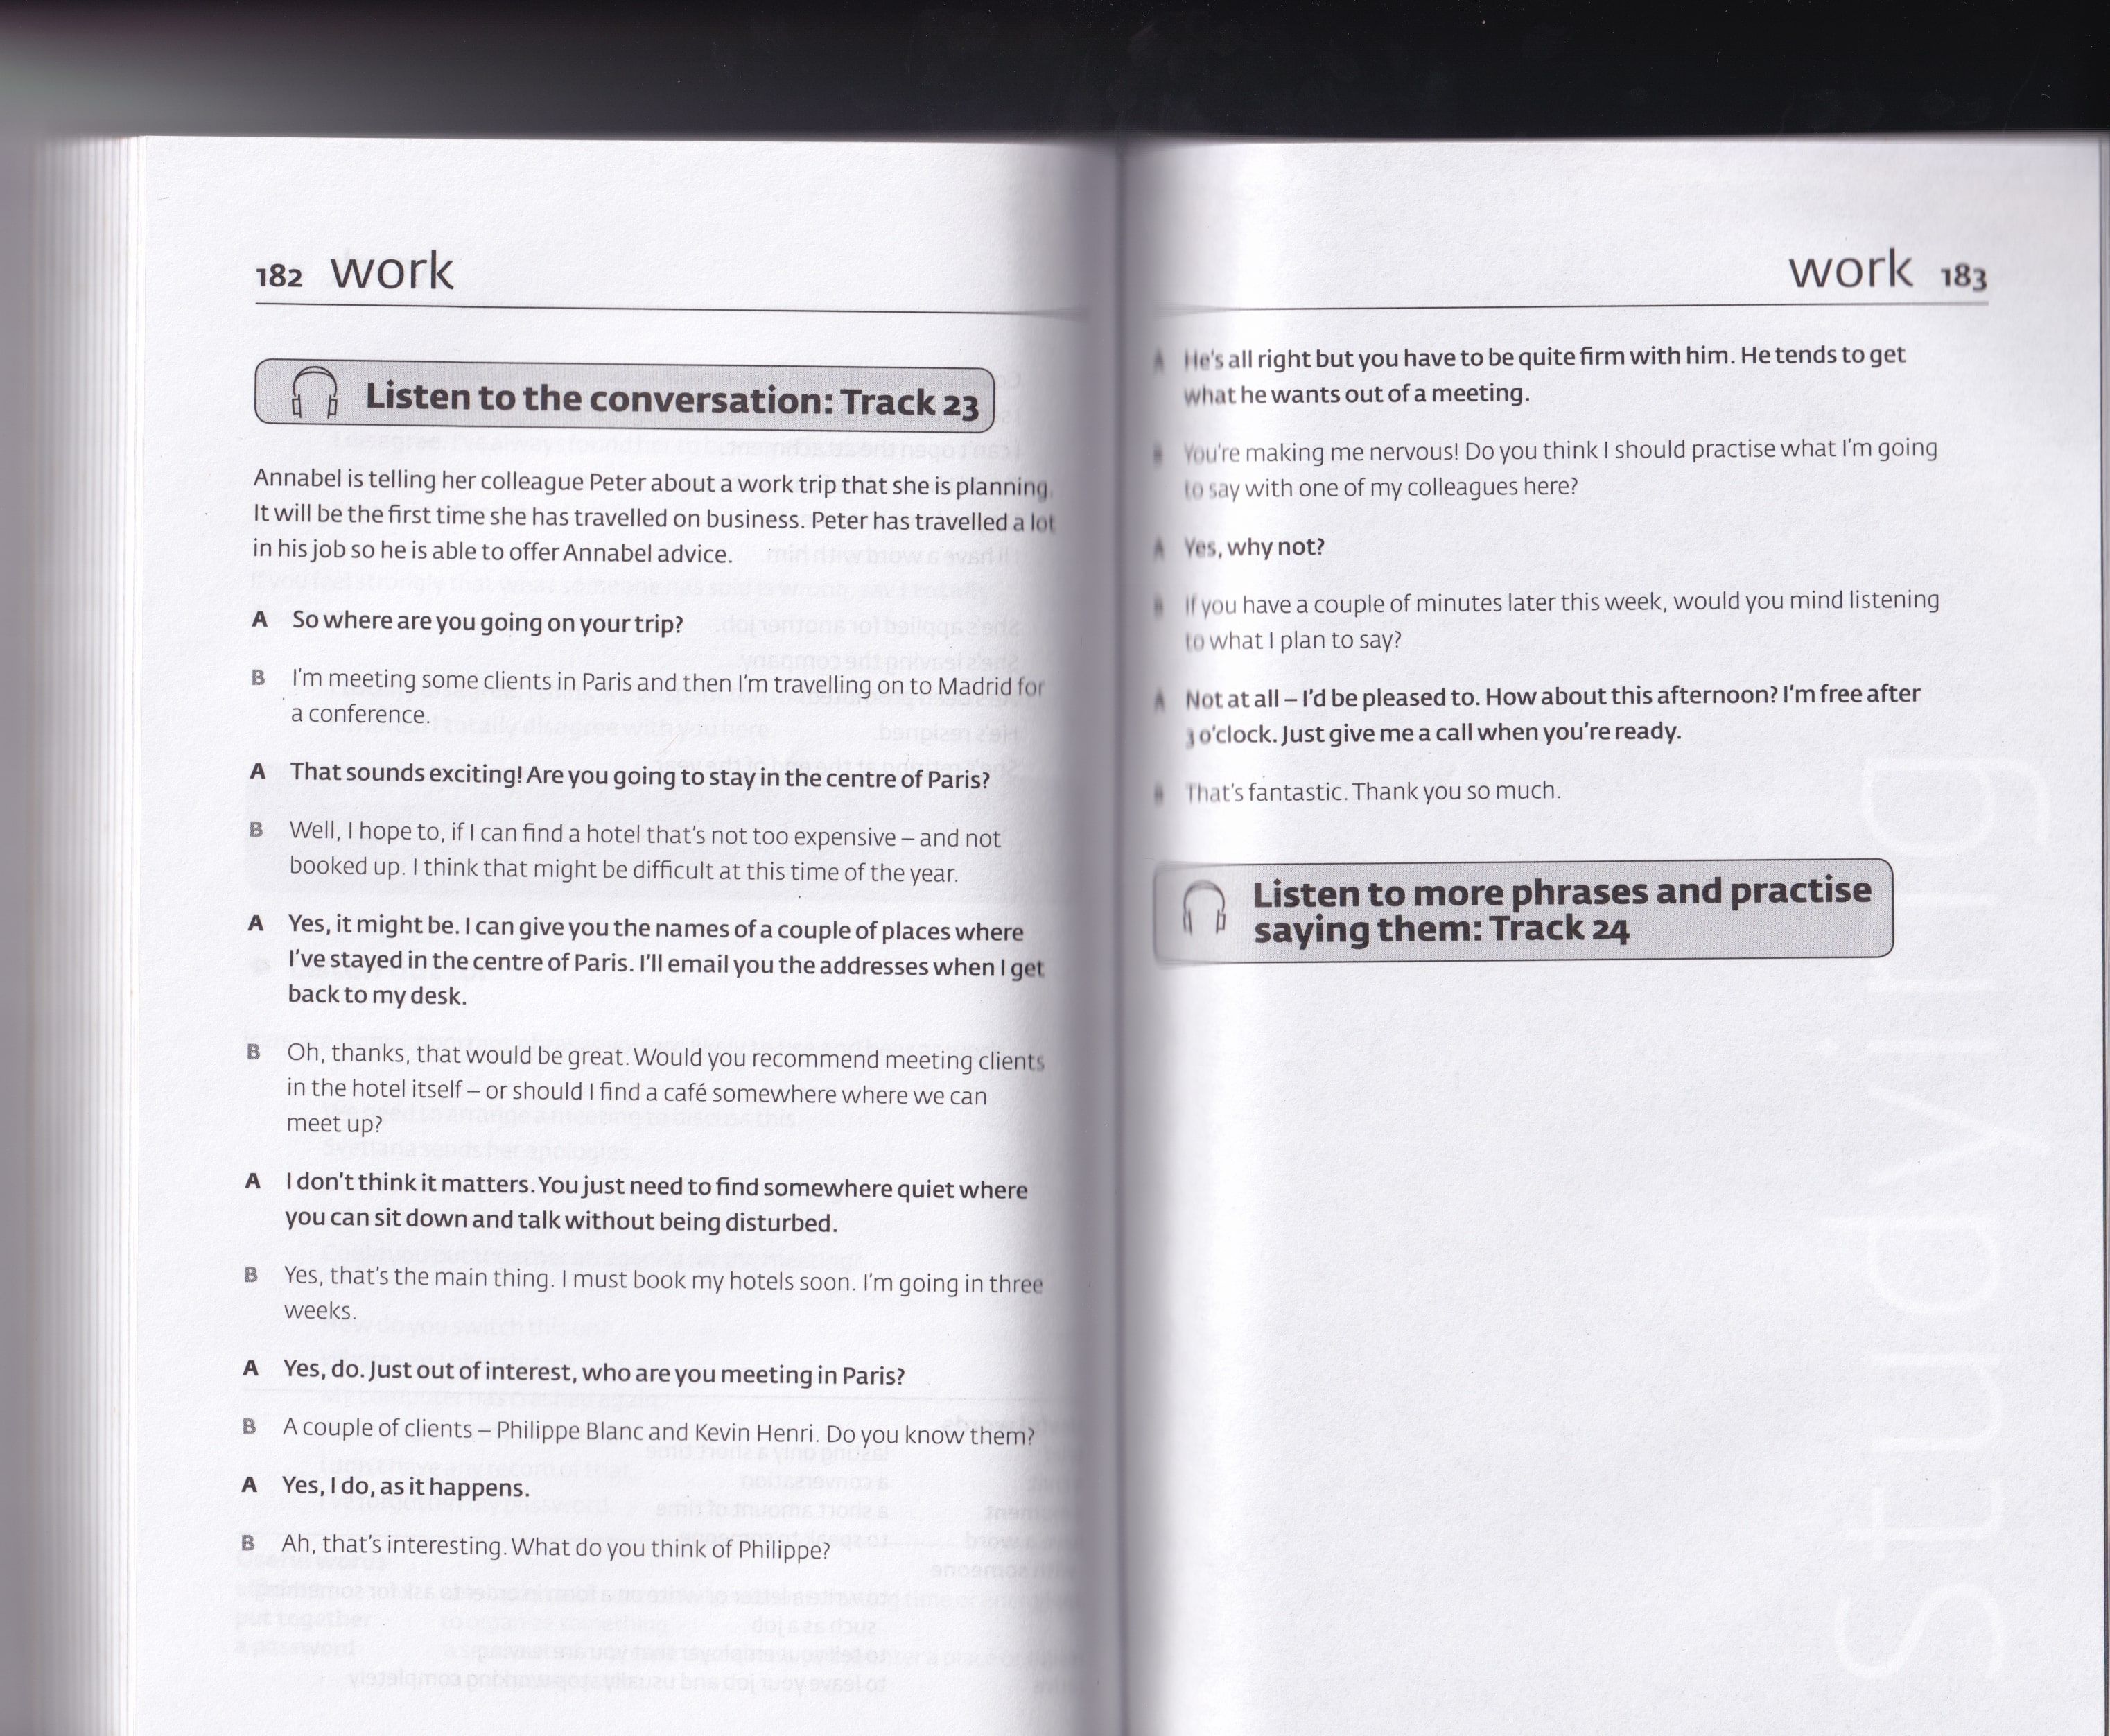 182 work
Listen to the conversation: Track 23
Annabel is telling her colleague Peter about a work trip that she is planning.
It will be the first time she has travelled on business. Peter has travelled a lot
in his job so he is able to offer Annabel advice.
A So where are you going on your trip?
B I'm meeting some clients in Paris and then I'm travelling on to Madrid for
a conference.
A That sounds exciting! Are you going to stay in the centre of Paris?
B Well, I hope to, if I can find a hotel that's not too expensive – and not
booked up. I think that might be difficult at this time of the year.
A Yes, it might be. I can give you the names of a couple of places where
I've stayed in the centre of Paris. I'll email you the addresses when I get
back to my desk.
B Oh, thanks, that would be great. Would you recommend meeting clients
in the hotel itself – or should I find a café somewhere where we can
meet up?
A I don't think it matters. You just need to find somewhere quiet where
you can sit down and talk without being disturbed.
B Yes, that's the main thing. I must book my hotels soon. I'm going in three
weeks.
A Yes, do. Just out of interest, who are you meeting in Paris?
B A couple of clients – Philippe Blanc and Kevin Henri. Do you know them?
A Yes, I do, as it happens.
B Ah, that's interesting. What do you think of Philippe?
work 183
A He's all right but you have to be quite firm with him. He tends to get
what he wants out of a meeting.
B You're making me nervous! Do you think I should practise what I'm going
to say with one of my colleagues here?
A Yes, why not?
B If you have a couple of minutes later this week, would you mind listening
to what I plan to say?
A Not at all – I'd be pleased to. How about this afternoon? I'm free after
3 o'clock. Just give me a call when you're ready.
B That's fantastic. Thank you so much.
Listen to more phrases and practise
saying them: Track 24
studying